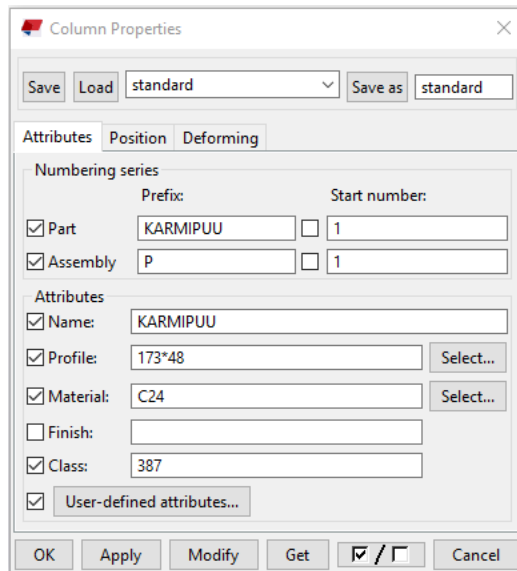 Column Properties
Save Load standard Save as standard
Attributes Position Deforming
Numbering series
Prefix: Start number:
Part KARMIPUU 1
Assembly P 1
Attributes
Name: KARMIPUU
Profile: 173*48 Select...
Material: C24 Select...
Finish:
Class: 387
User-defined attributes...
OK Apply Modify Get / Cancel